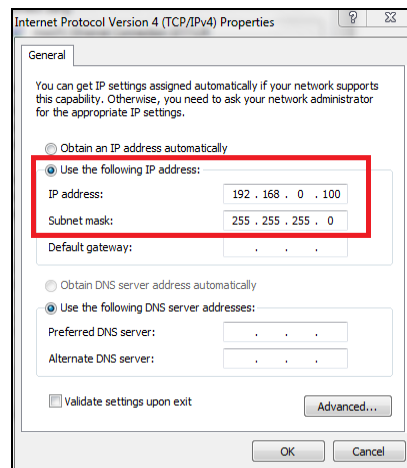 Internet Protocol Version 4 (TCP/IPv4) Properties
General
You can get IP settings assigned automatically if your network supports
this capability. Otherwise, you need to ask your network administrator
for the appropriate IP settings.
Obtain an IP address automatically
Use the following IP address:
IP address: 192 . 168 . 0 . 100
Subnet mask: 255 . 255 . 255 . 0
Default gateway: . . .
Obtain DNS server address automatically
Use the following DNS server addresses:
Preferred DNS server: . . .
Alternate DNS server: . . .
Validate settings upon exit
Advanced...
OK Cancel